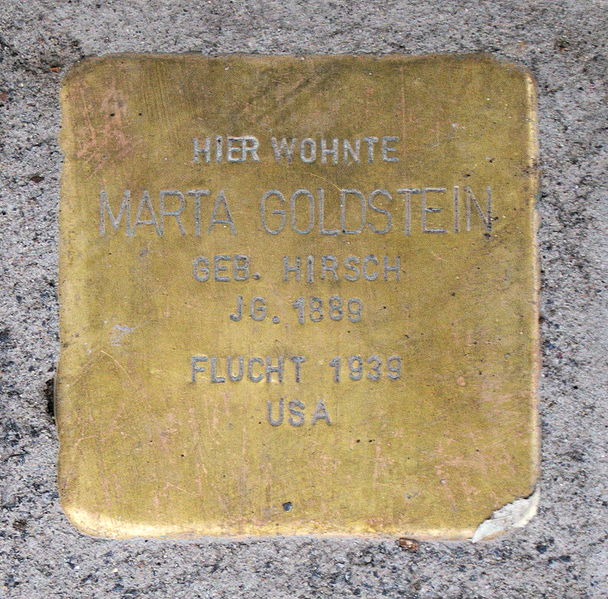 HIER WOHNTE
MARTA GOLDSTEIN
GEB. HIRSCH
JG. 1889
FLUCHT 1939
USA